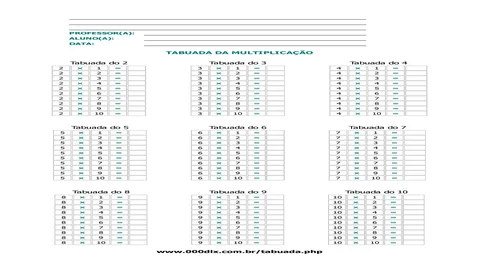 PROFESSOR(A):
ALUNO(A):
DATA:
TABUADA DA MULTIPLICAÇÃO
Tabuada do 2 Tabuada do 3 Tabuada do 4
2 x 1 = 3 x 1 = 4 x 1 =
2 x 2 = 3 x 2 = 4 x 2 =
2 x 3 = 3 x 3 = 4 x 3 =
2 x 4 = 3 x 4 = 4 x 4 =
2 x 5 = 3 x 5 = 4 x 5 =
2 x 6 = 3 x 6 = 4 x 6 =
2 x 7 = 3 x 7 = 4 x 7 =
2 x 8 = 3 x 8 = 4 x 8 =
2 x 9 = 3 x 9 = 4 x 9 =
2 x 10 = 3 x 10 = 4 x 10 =
Tabuada do 5 Tabuada do 6 Tabuada do 7
5 x 1 = 6 x 1 = 7 x 1 =
5 x 2 = 6 x 2 = 7 x 2 =
5 x 3 = 6 x 3 = 7 x 3 =
5 x 4 = 6 x 4 = 7 x 4 =
5 x 5 = 6 x 5 = 7 x 5 =
5 x 6 = 6 x 6 = 7 x 6 =
5 x 7 = 6 x 7 = 7 x 7 =
5 x 8 = 6 x 8 = 7 x 8 =
5 x 9 = 6 x 9 = 7 x 9 =
5 x 10 = 6 x 10 = 7 x 10 =
Tabuada do 8 Tabuada do 9 Tabuada do 10
8 x 1 = 9 x 1 = 10 x 1 =
8 x 2 = 9 x 2 = 10 x 2 =
8 x 3 = 9 x 3 = 10 x 3 =
8 x 4 = 9 x 4 = 10 x 4 =
8 x 5 = 9 x 5 = 10 x 5 =
8 x 6 = 9 x 6 = 10 x 6 =
8 x 7 = 9 x 7 = 10 x 7 =
8 x 8 = 9 x 8 = 10 x 8 =
8 x 9 = 9 x 9 = 10 x 9 =
8 x 10 = 9 x 10 = 10 x 10 =
www.000dlx.com.br/tabuada.php